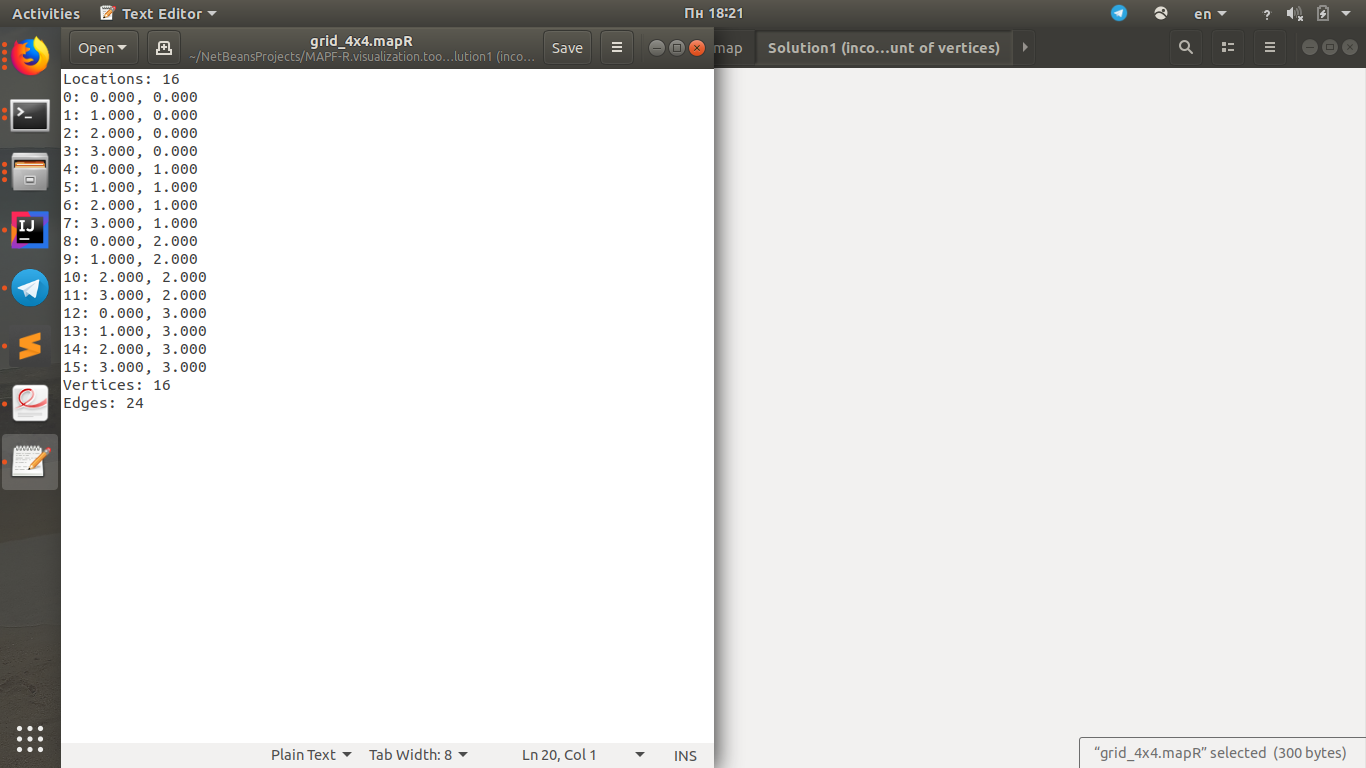 Activities
Text Editor
Пн 18:21
en
?
Open
grid_4x4.mapR
~/NetBeansProjects/MAPF-R.visualization.too...lution1 (inco...
Save
map
Solution1 (inco...unt of vertices)
Locations: 16
0: 0.000, 0.000
1: 1.000, 0.000
2: 2.000, 0.000
3: 3.000, 0.000
4: 0.000, 1.000
5: 1.000, 1.000
6: 2.000, 1.000
7: 3.000, 1.000
8: 0.000, 2.000
9: 1.000, 2.000
10: 2.000, 2.000
11: 3.000, 2.000
12: 0.000, 3.000
13: 1.000, 3.000
14: 2.000, 3.000
15: 3.000, 3.000
Vertices: 16
Edges: 24
IJ
Plain Text
Tab Width: 8
Ln 20, Col 1
INS
“grid_4x4.mapR” selected (300 bytes)